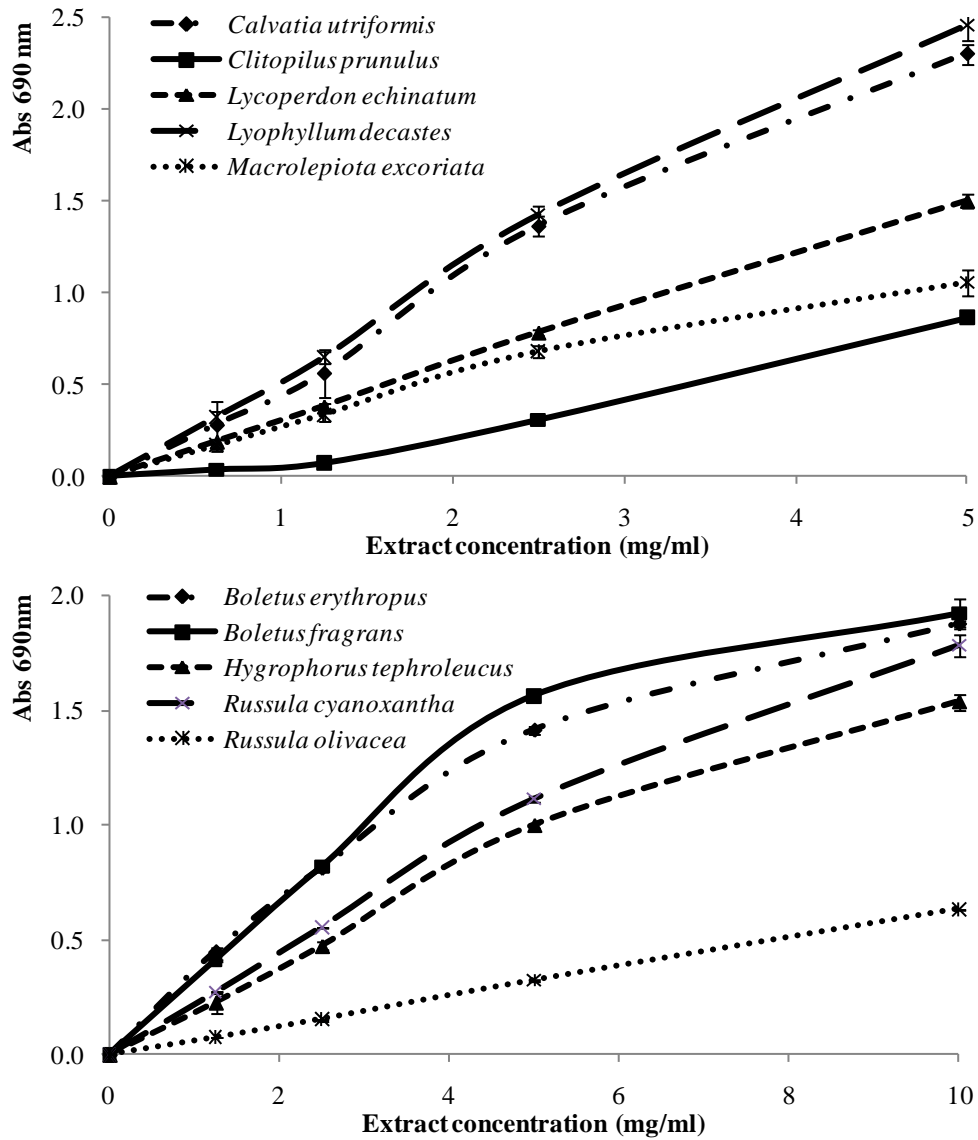 Abs 690 nm
2.5
2.0
1.5
1.0
0.5
0.0
Calvatia utriformis
Clitopilus prunulus
Lycoperdon echinatum
Lyophyllum decastes
Macrolepiota excoriata
0 1 2 3 4 5
Extract concentration (mg/ml)
Abs 690nm
2.0
1.5
1.0
0.5
0.0
Boletus erythropus
Boletus fragrans
Hygrophorus tephroleucus
Russula cyanoxantha
Russula olivacea
0 2 4 6 8 10
Extract concentration (mg/ml)